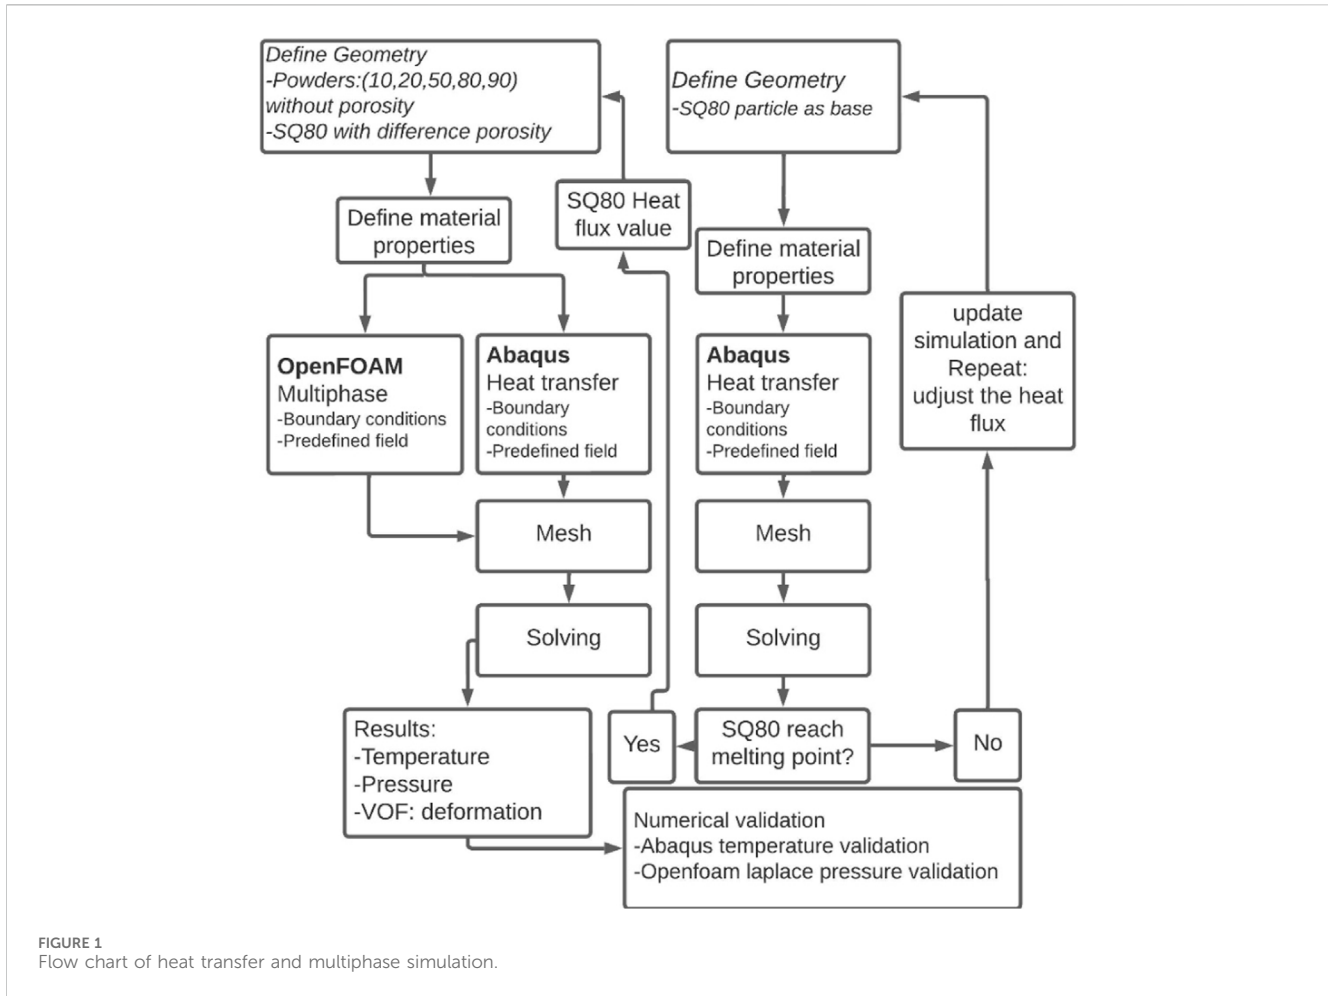 Define Geometry
-Powders:(10,20,50,80,90)
without porosity
-SQ80 with difference porosity
Define material
properties
OpenFOAM
Multiphase
-Boundary conditions
-Predefined field
Abaqus
Heat transfer
-Boundary
conditions
-Predefined field
Mesh
Solving
Results:
-Temperature
-Pressure
-VOF: deformation
SQ80 Heat
flux value
Define Geometry
-SQ80 particle as base
Define material
properties
Abaqus
Heat transfer
-Boundary
conditions
-Predefined field
Mesh
Solving
SQ80 reach
melting point?
Yes
No
update
simulation and
Repeat:
udjust the heat
flux
Numerical validation
-Abaqus temperature validation
-Openfoam laplace pressure validation
FIGURE 1
Flow chart of heat transfer and multiphase simulation.